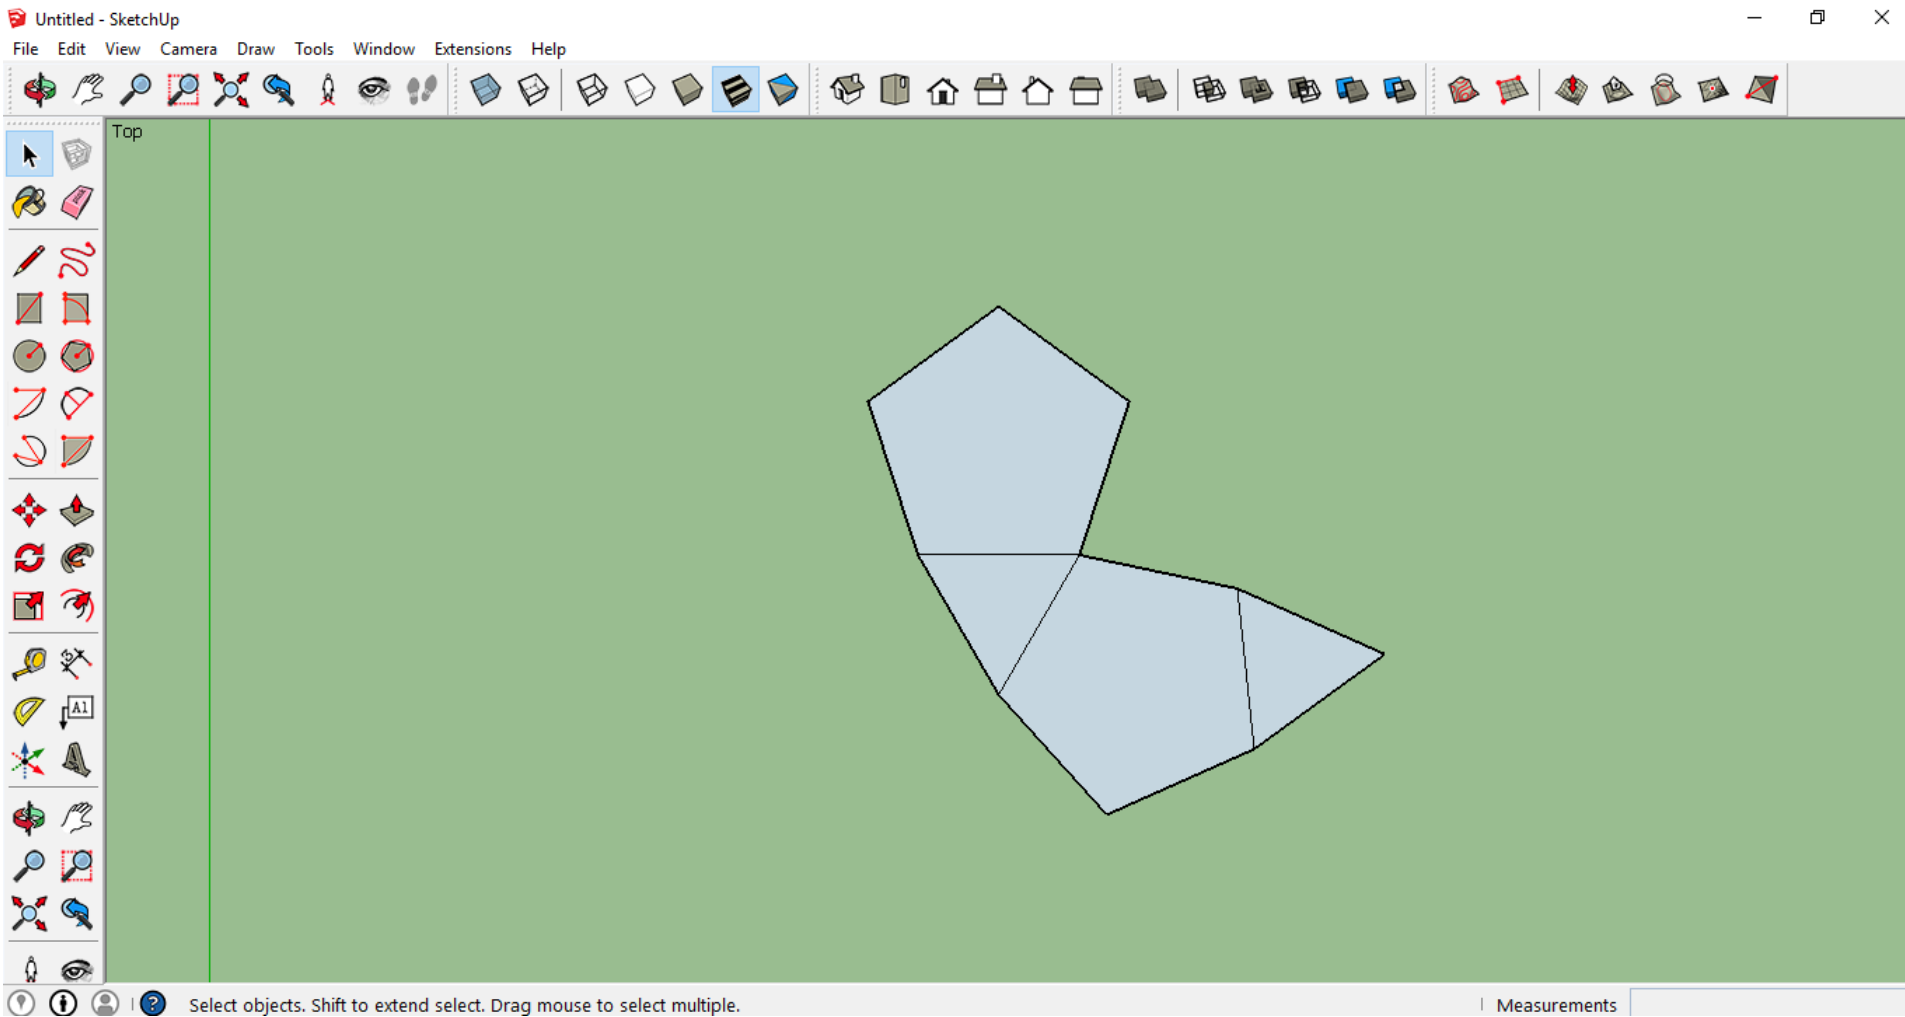 Untitled - SketchUp
File Edit View Camera Draw Tools Window Extensions Help
Top
A1
Select objects. Shift to extend select. Drag mouse to select multiple.
Measurements